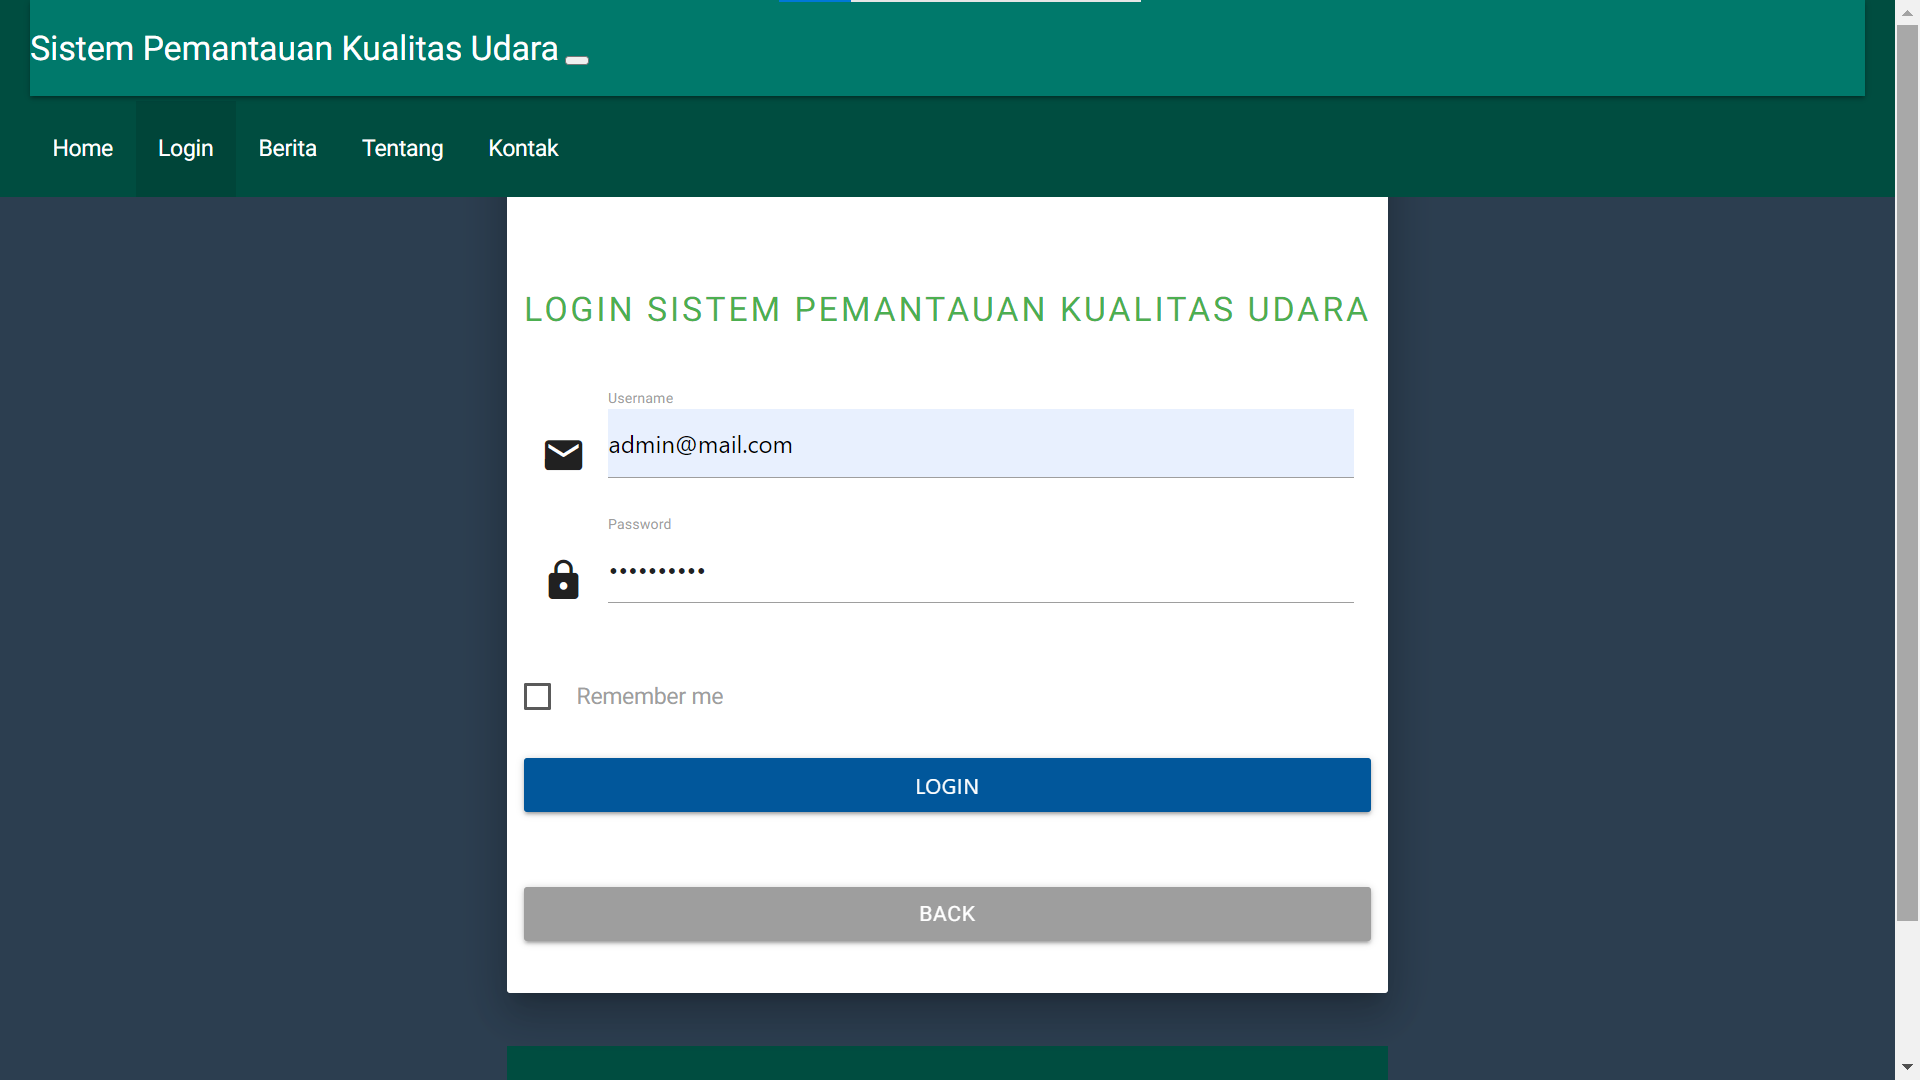 Sistem Pemantauan Kualitas Udara
Home Login Berita Tentang Kontak
LOGIN SISTEM PEMANTAUAN KUALITAS UDARA
Username
admin@mail.com
Password
••••••••••
Remember me
LOGIN
BACK